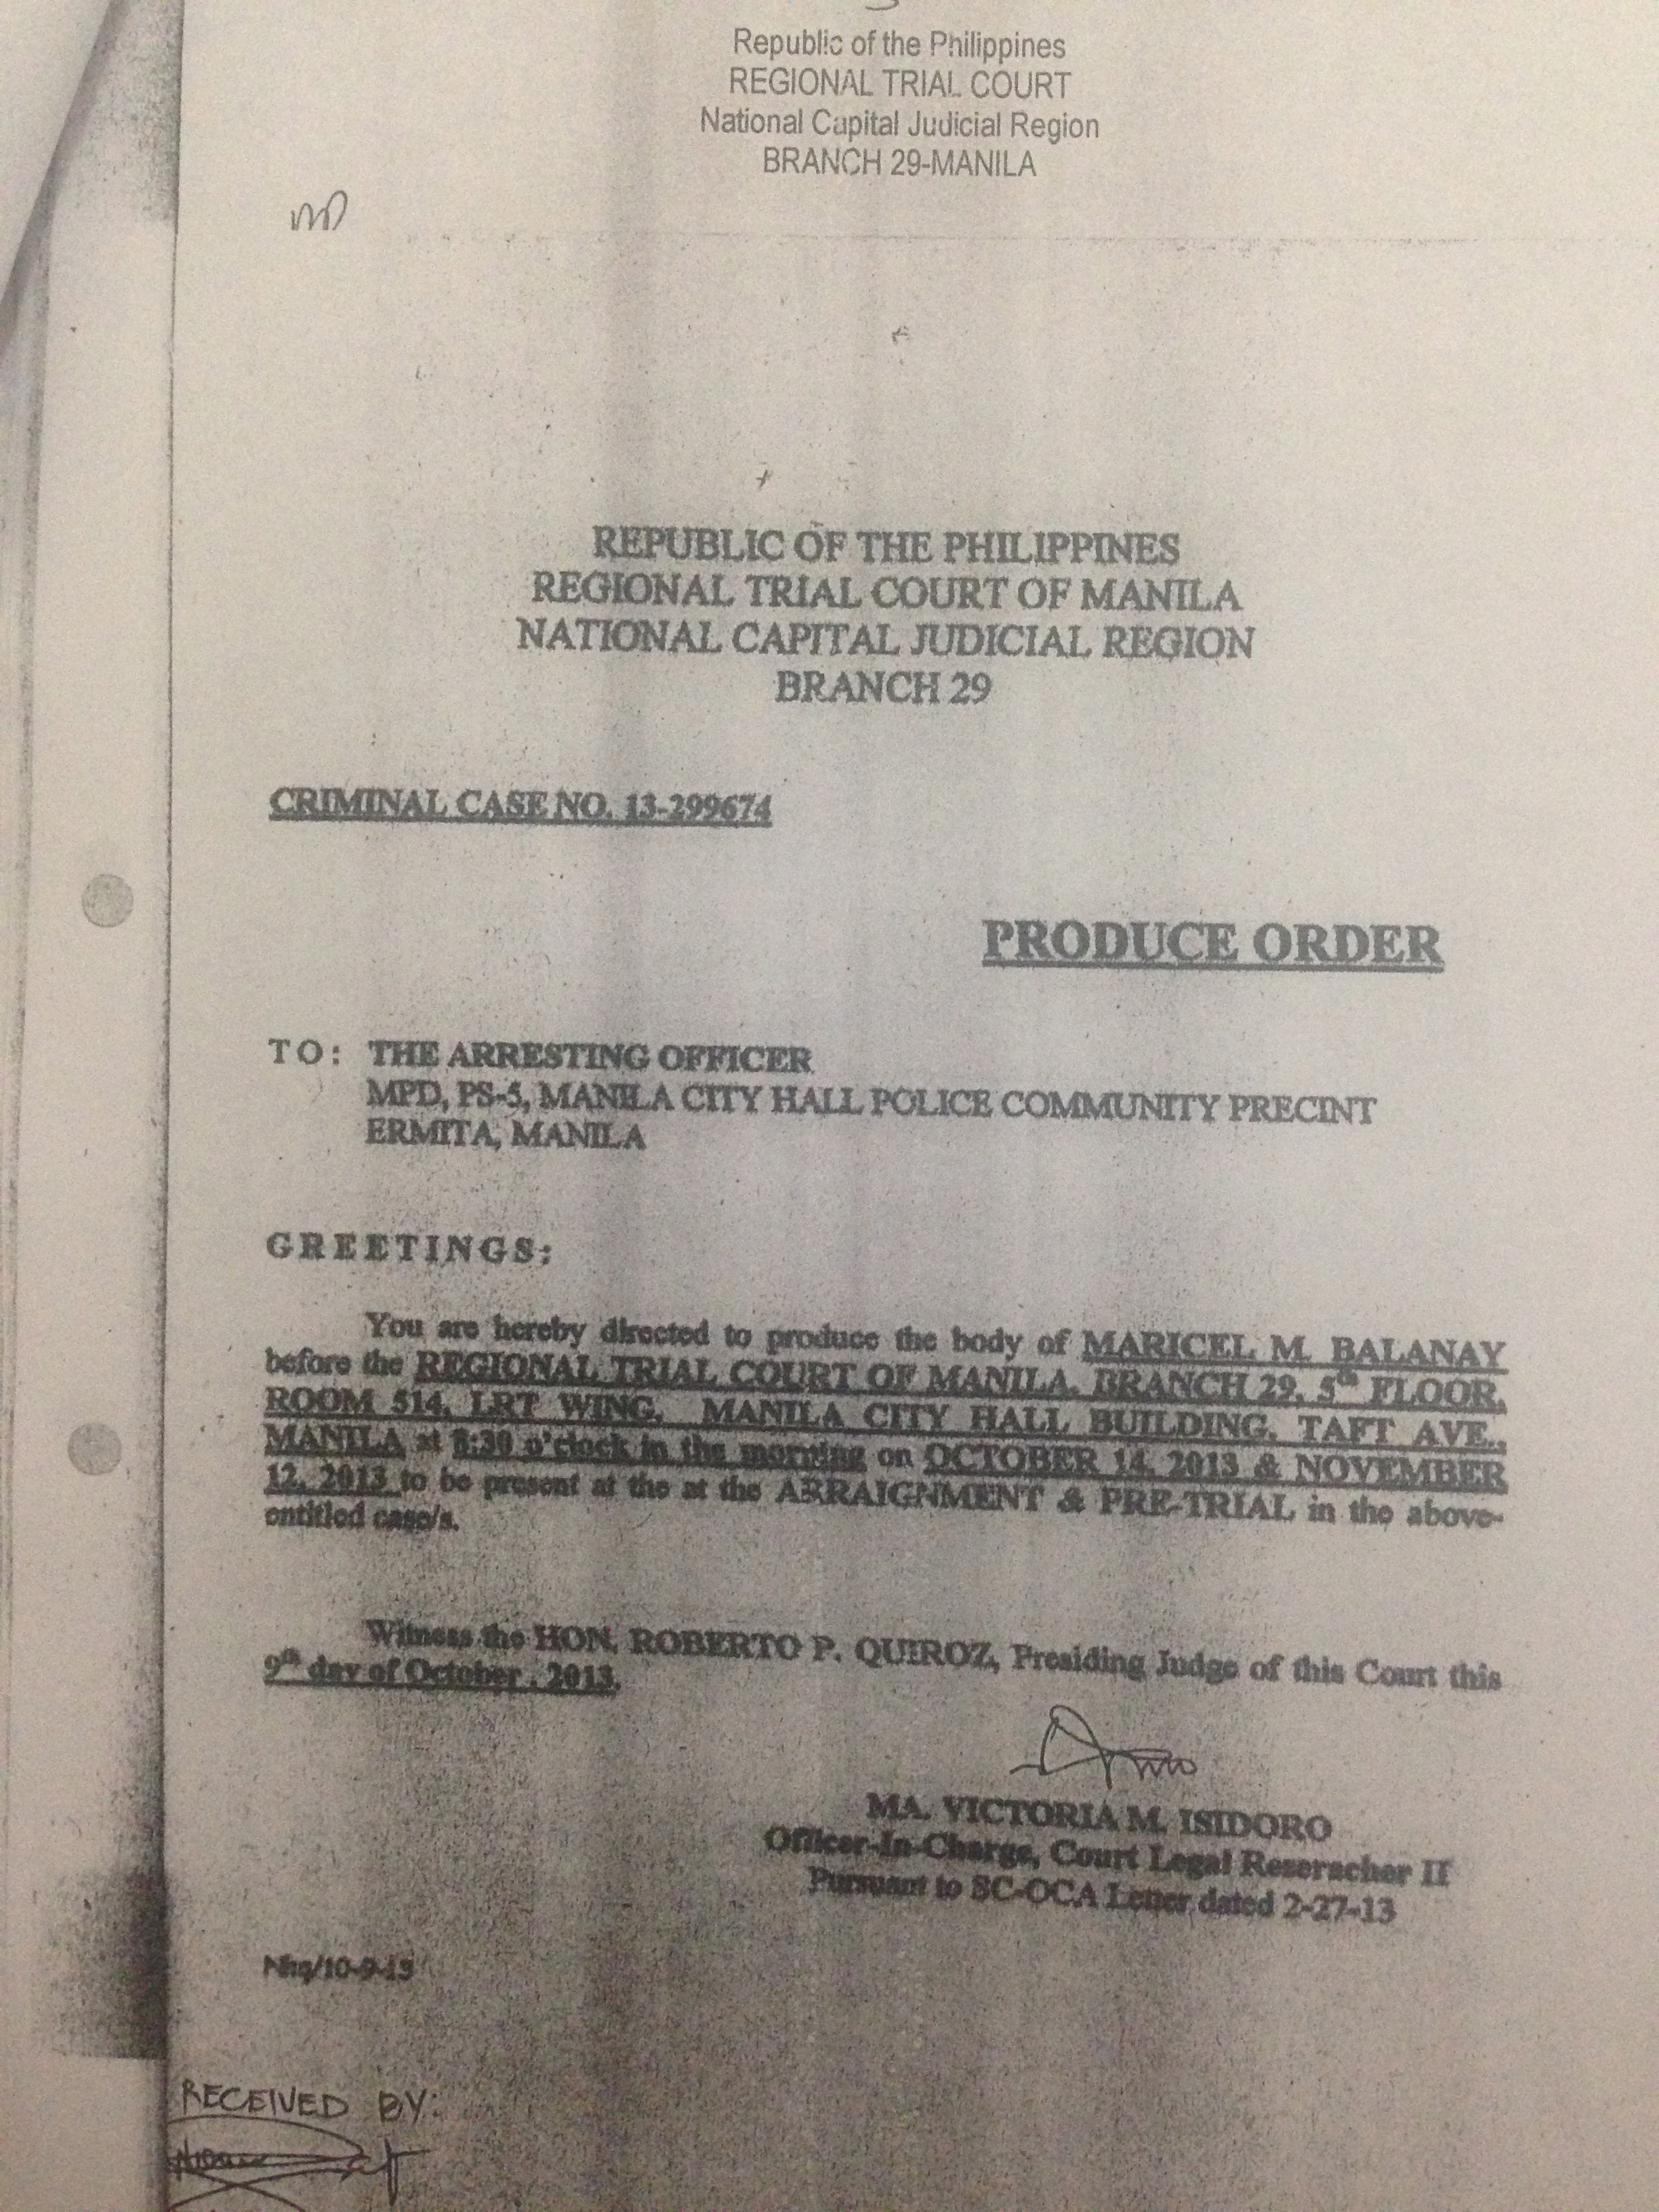 Republic of the Philippines
REGIONAL TRIAL COURT
National Capital Judicial Region
BRANCH 29-MANILA
REPUBLIC OF THE PHILIPPINES
REGIONAL TRIAL COURT OF MANILA
NATIONAL CAPITAL JUDICIAL REGION
BRANCH 29
CRIMINAL CASE NO. 13-299674
PRODUCE ORDER
TO: THE ARRESTING OFFICER
MPD, PS-5, MANILA CITY HALL POLICE COMMUNITY PRECINT
ERMITA, MANILA
GREETINGS:
You are hereby directed to produce the body of MARICEL M. BALANAY
before the REGIONAL TRIAL COURT OF MANILA, BRANCH 29, 5th FLOOR,
ROOM 514, LRT WING, MANILA CITY HALL BUILDING, TAFT AVE.,
MANILA at 8:30 o'clock in the morning on OCTOBER 14, 2013 & NOVEMBER
12, 2013 to be present at the at the ARRAIGNMENT & PRE-TRIAL in the above-
entitled case/s.
Witness the HON. ROBERTO P. QUIROZ, Presiding Judge of this Court this
9th day of October, 2013.
MA. VICTORIA M. ISIDORO
Officer-In-Charge, Court Legal Reseracher II
Pursuant to SC-OCA Letter dated 2-27-13
/10-9-13
RECEIVED BY: